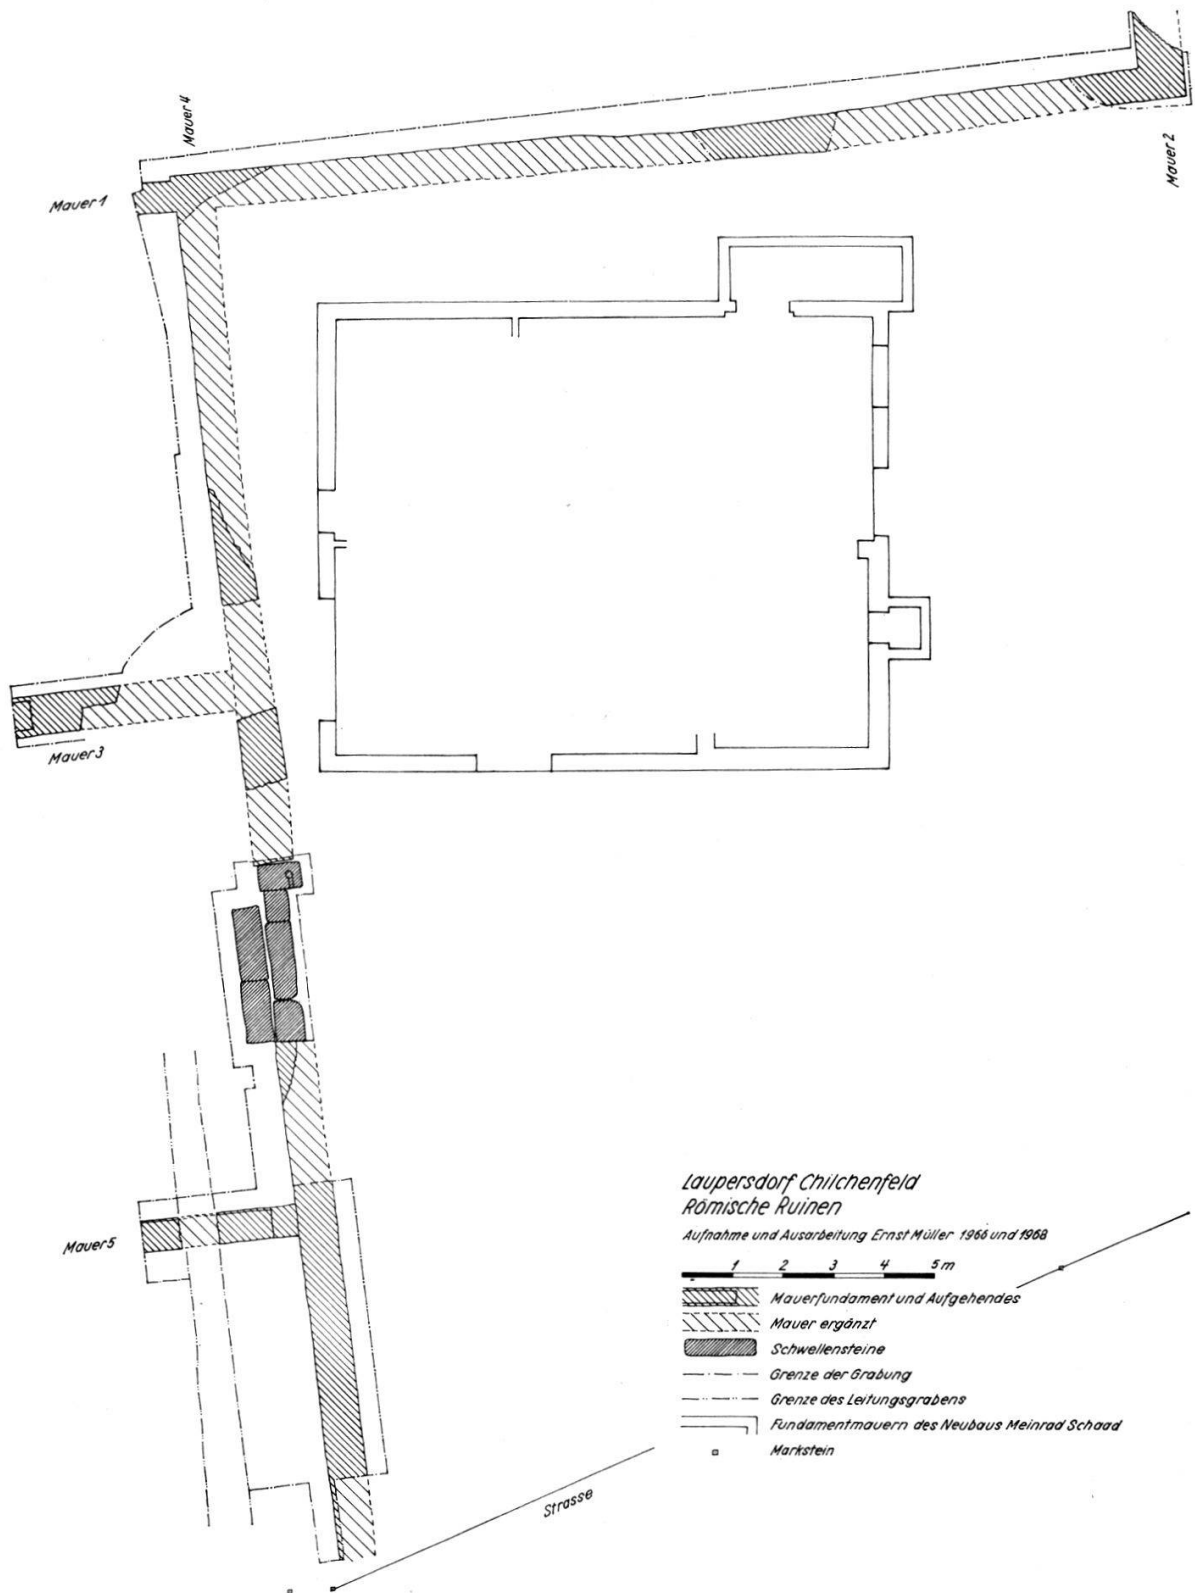 Mauer 4
Mauer 1
Mauer 2
Mauer 3
Mauer 5
Laupersdorf Chilchenfeld
Römische Ruinen
Aufnahme und Ausarbeitung Ernst Müller 1966 und 1968
1 2 3 4 5 m
Mauerfundament und Aufgehendes
Mauer ergänzt
Schwellensteine
Grenze der Grabung
Grenze des Leitungsgrabens
Fundamentmauern des Neubaus Meinrad Schaad
Markstein
Strasse